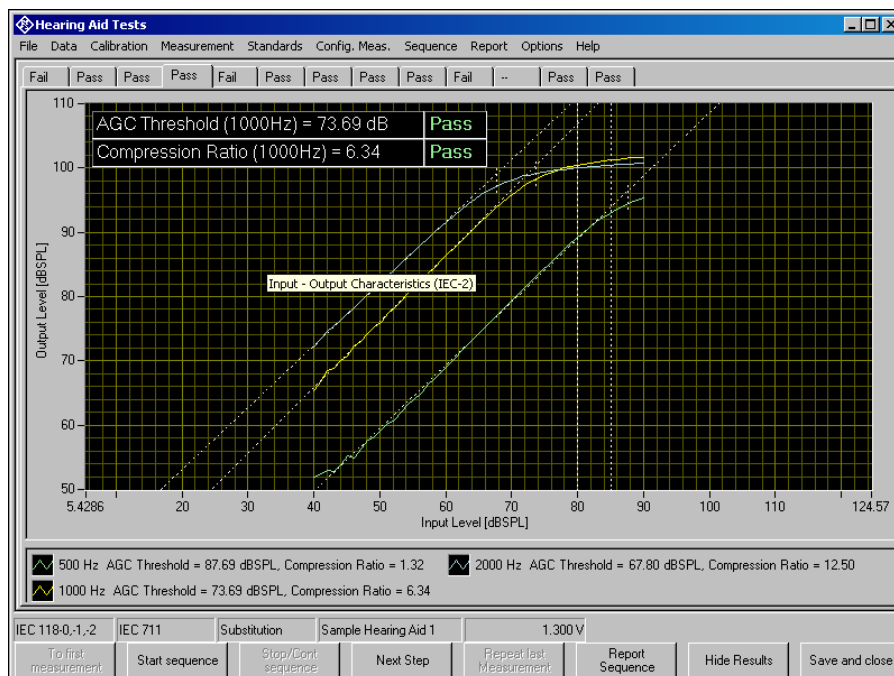 Hearing Aid Tests
File Data Calibration Measurement Standards Config. Meas. Sequence Report Options Help
Fail Pass Pass Pass Fail Pass Pass Pass Pass Fail -- Pass Pass
AGC Threshold (1000Hz) = 73.69 dB Pass
Compression Ratio (1000Hz) = 6.34 Pass
Input - Output Characteristics (IEC-2)
Output Level [dBSPL]
110
100
90
80
70
60
50
5.4286 20 30 40 50 60 70 80 90 100 110 124.57
Input Level [dBSPL]
500 Hz AGC Threshold = 87.69 dBSPL, Compression Ratio = 1.32 2000 Hz AGC Threshold = 67.80 dBSPL, Compression Ratio = 12.50
1000 Hz AGC Threshold = 73.69 dBSPL, Compression Ratio = 6.34
IEC 118-0,-1,-2 IEC 711 Substitution Sample Hearing Aid 1 1.300 V
To first measurement Start sequence Stop/Cont sequence Next Step Repeat last Measurement Report Sequence Hide Results Save and close